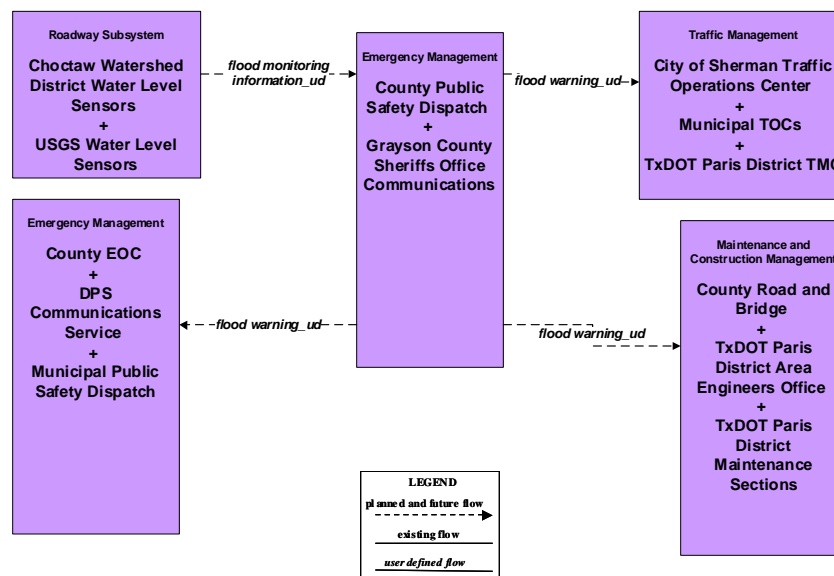 Roadway Subsystem
Choctaw Watershed
District Water Level
Sensors
+
USGS Water Level
Sensors
flood monitoring
information_ud
Emergency Management
County Public
Safety Dispatch
+
Grayson County
Sheriffs Office
Communications
flood warning_ud
Traffic Management
City of Sherman Traffic
Operations Center
+
Municipal TOCs
+
TxDOT Paris District TMC
Emergency Management
County EOC
+
DPS
Communications
Service
+
Municipal Public
Safety Dispatch
flood warning_ud
flood warning_ud
Maintenance and
Construction Management
County Road and
Bridge
+
TxDOT Paris
District Area
Engineers Office
+
TxDOT Paris
District
Maintenance
Sections
LEGEND
planned and future flow
existing flow
user defined flow